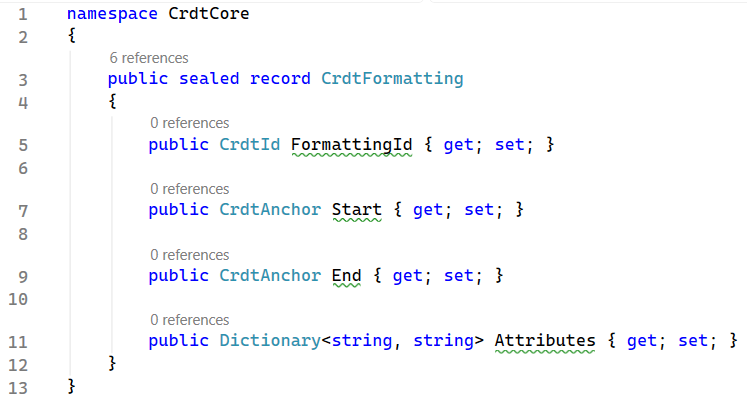 1 namespace CrdtCore
2 {
6 references
3 public sealed record CrdtFormatting
4 {
0 references
5 public CrdtId FormattingId { get; set; }
6
0 references
7 public CrdtAnchor Start { get; set; }
8
0 references
9 public CrdtAnchor End { get; set; }
10
0 references
11 public Dictionary<string, string> Attributes { get; set; }
12 }
13 }